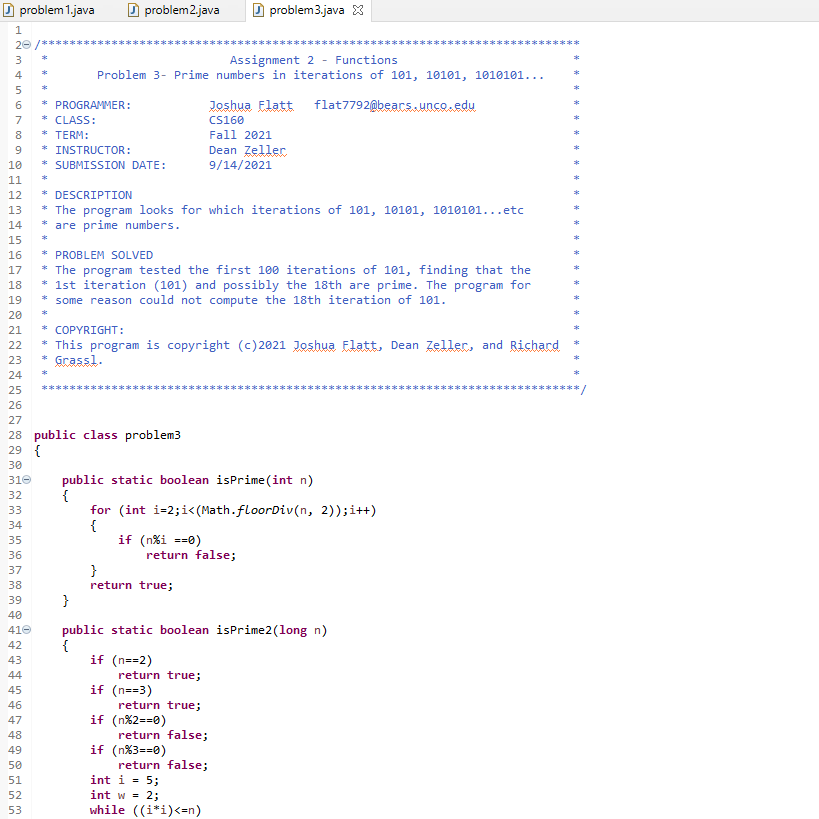 problem1.java problem2.java problem3.java
1
2 /*****************************************************************************
3 * Assignment 2 - Functions *
4 * Problem 3- Prime numbers in iterations of 101, 10101, 1010101... *
5 * *
6 * PROGRAMMER: Joshua Flatt flat7792@bears.unco.edu *
7 * CLASS: CS160 *
8 * TERM: Fall 2021 *
9 * INSTRUCTOR: Dean Zeller *
10 * SUBMISSION DATE: 9/14/2021 *
11 * *
12 * DESCRIPTION *
13 * The program looks for which iterations of 101, 10101, 1010101...etc *
14 * are prime numbers. *
15 * *
16 * PROBLEM SOLVED *
17 * The program tested the first 100 iterations of 101, finding that the *
18 * 1st iteration (101) and possibly the 18th are prime. The program for *
19 * some reason could not compute the 18th iteration of 101. *
20 * *
21 * COPYRIGHT: *
22 * This program is copyright (c)2021 Joshua Flatt, Dean Zeller, and Richard *
23 * Grassl. *
24 * *
25 *****************************************************************************/
26
27
28 public class problem3
29 {
30
31 public static boolean isPrime(int n)
32 {
33 for (int i=2;i<(Math.floorDiv(n, 2));i++)
34 {
35 if (n%i ==0)
36 return false;
37 }
38 return true;
39 }
40
41 public static boolean isPrime2(long n)
42 {
43 if (n==2)
44 return true;
45 if (n==3)
46 return true;
47 if (n%2==0)
48 return false;
49 if (n%3==0)
50 return false;
51 int i = 5;
52 int w = 2;
53 while ((i*i)<=n)